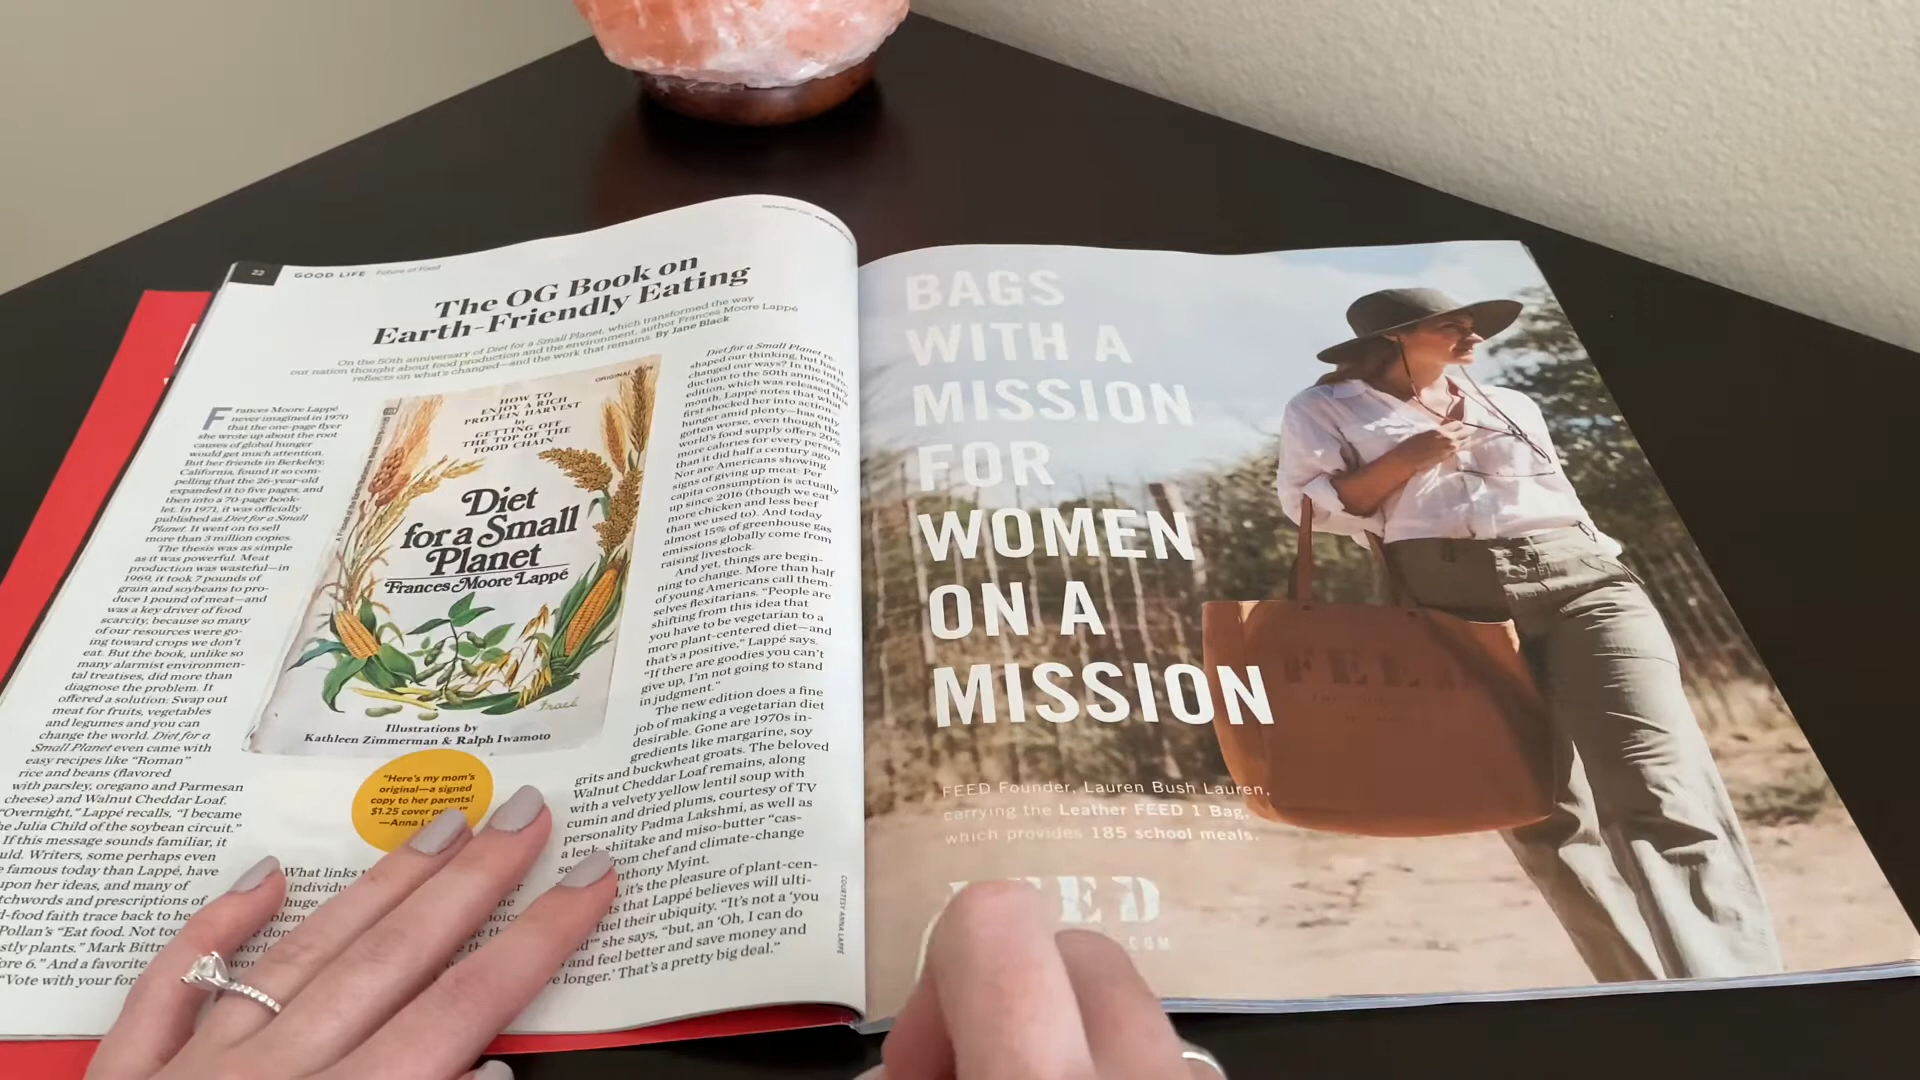 22 GOOD LIFE Future of Food
The OG Book on
Earth-Friendly Eating
On the 50th anniversary of Diet for a Small Planet, which transformed the way
our nation thought about food production and the environment, author Frances Moore Lappé
reflects on what's changed—and the work that remains. By Jane Black
Frances Moore Lappé
never imagined in 1970
that the one-page flyer
she wrote up about the root
causes of global hunger
would get much attention.
But her friends in Berkeley,
California, found it so com-
pelling that the 26-year-old
expanded it to five pages, and
then into a 70-page book-
let. In 1971, it was officially
published as Diet for a Small
Planet. It went on to sell
more than 3 million copies.
The thesis was as simple
as it was powerful. Meat
production was wasteful—in
1969, it took 7 pounds of
grain and soybeans to pro-
duce 1 pound of meat—and
was a key driver of food
scarcity, because so many
of our resources were go-
ing toward crops we don't
eat. But the book, unlike so
many alarmist environmen-
tal treatises, did more than
diagnose the problem. It
offered a solution: Swap out
meat for fruits, vegetables
and legumes and you can
change the world. Diet for a
Small Planet even came with
easy recipes like "Roman"
rice and beans (flavored
with parsley, oregano and Parmesan
cheese) and Walnut Cheddar Loaf.
"Overnight," Lappé recalls, "I became
Julia Child of the soybean circuit."
If this message sounds familiar, it
Writers, some perhaps even
famous today than Lappé, have
upon her ideas, and many of
and prescriptions of
faith trace back to
Pollan's "Eat food. Not too
plants." Mark
6." And a favorite
"Vote with your
ORIGINAL
HOW TO
ENJOY A RICH
PROTEIN HARVEST
by
GETTING OFF
THE TOP OF THE
FOOD CHAIN
Diet
for a Small
Planet
Frances Moore Lappé
Illustrations by
Kathleen Zimmerman & Ralph Iwamoto
"Here's my mom's
original—a signed
copy to her parents!
$1.25 cover
—Anna
What links
huge.
Diet for a Small Planet re-
shaped our thinking, but has it
changed our ways? In the intro-
duction to the 50th anniversary
edition, which was released this
month, Lappé notes that what
first shocked her into action—
hunger amid plenty—has only
gotten worse, even though the
world's food supply offers 20%
more calories for every person
than it did half a century ago.
Nor are Americans showing
signs of giving up meat: Per
capita consumption is actually
up since 2016 (though we eat
more chicken and less beef
than we used to). And today
almost 15% of greenhouse gas
emissions globally come from
raising livestock.
And yet, things are begin-
ning to change. More than half
of young Americans call them-
selves flexitarians. "People are
shifting from this idea that
you have to be vegetarian to a
more plant-centered diet—and
that's a positive," Lappé says.
"If there are goodies you can't
give up, I'm not going to stand
in judgment."
The new edition does a fine
job of making a vegetarian diet
desirable. Gone are 1970s in-
gredients like margarine, soy
grits and buckwheat groats. The beloved
Walnut Cheddar Loaf remains, along
with a velvety yellow lentil soup with
cumin and dried plums, courtesy of TV
personality Padma Lakshmi, as well as
a leek, shiitake and miso-butter "cas-
from chef and climate-change
Anthony Myint.
it's the pleasure of plant-cen-
that Lappé believes will ulti-
fuel their ubiquity. "It's not a 'you
she says, "but, an 'Oh, I can do
and feel better and save money and
longer.' That's a pretty big deal."
COURTESY ANNA LAPPÉ
BAGS
WITH A
MISSION
FOR
WOMEN
ON A
MISSION
FEED Founder, Lauren Bush Lauren,
carrying the Leather FEED 1 Bag,
which provides 185 school meals.
FEED
.COM